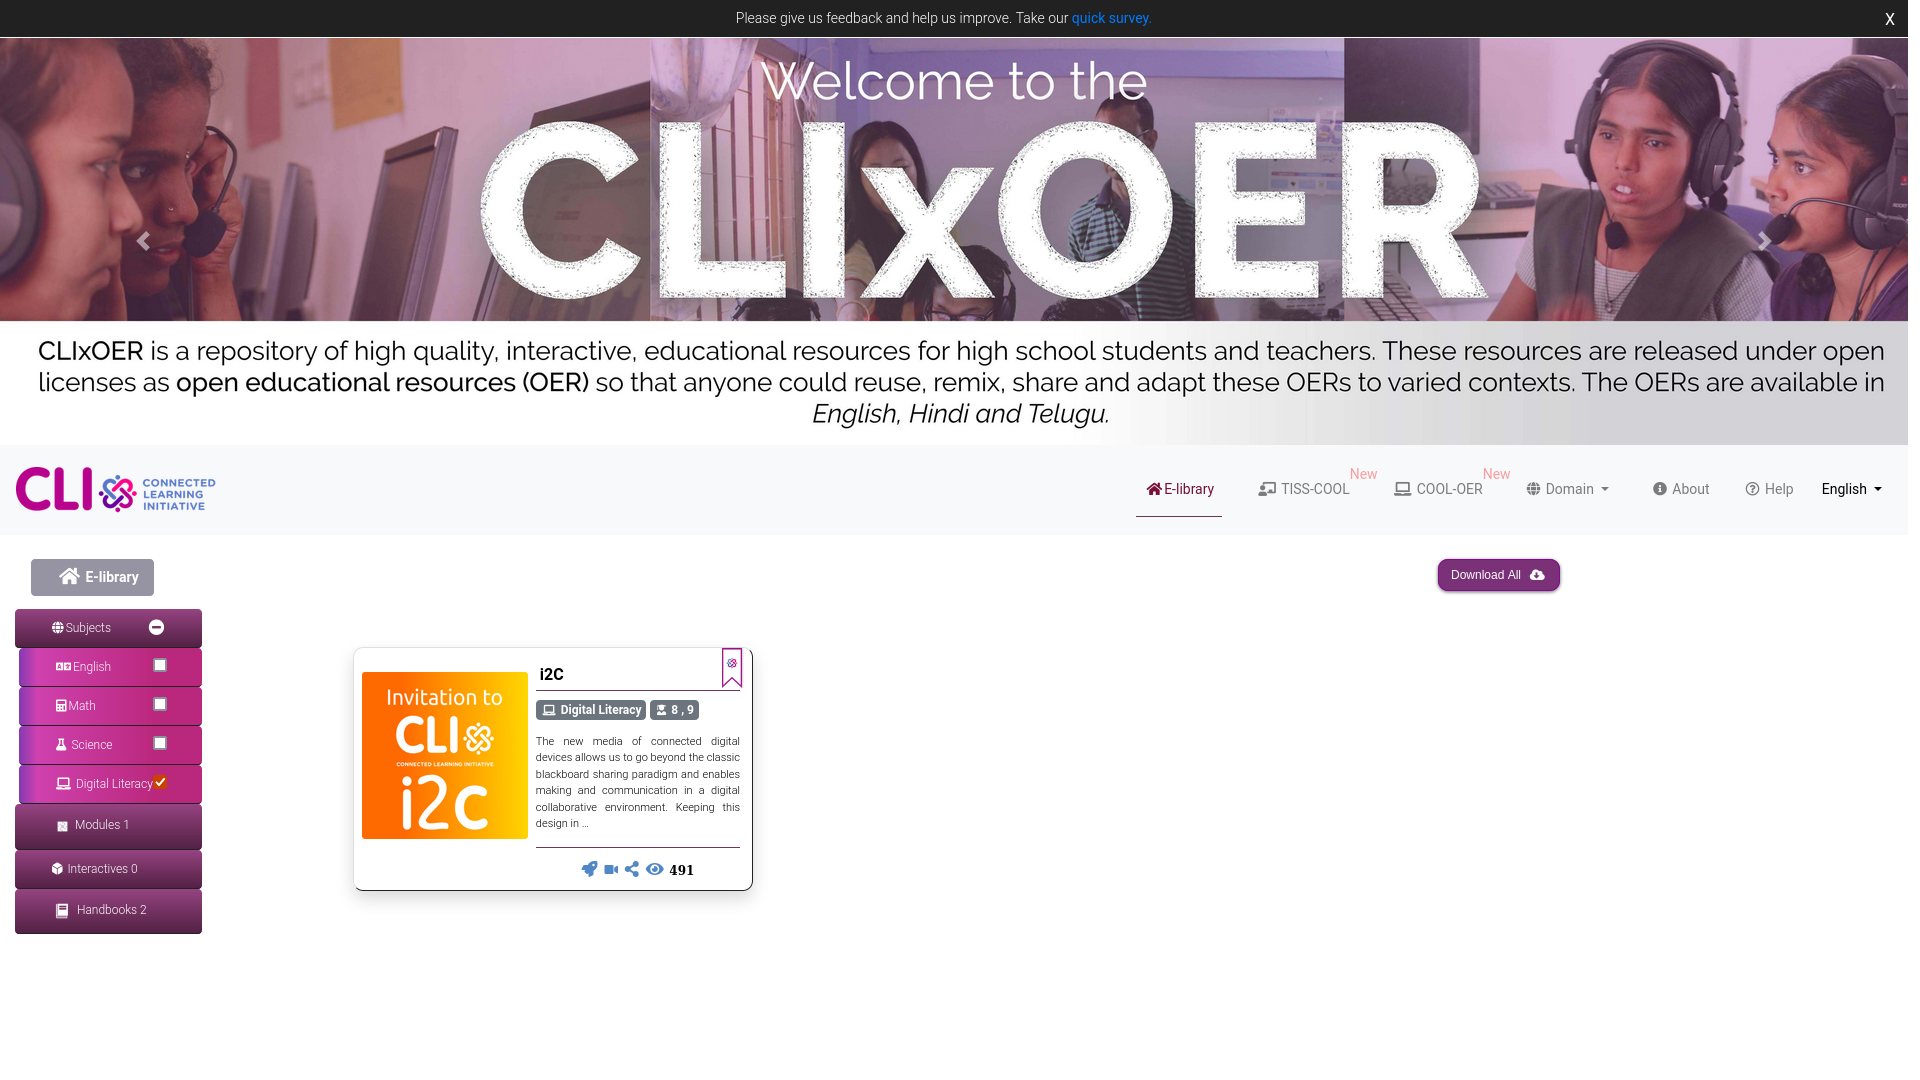 Please give us feedback and help us improve. Take our quick survey.
X
Welcome to the
CLIxOER
CLIxOER is a repository of high quality, interactive, educational resources for high school students and teachers. These resources are released under open
licenses as open educational resources (OER) so that anyone could reuse, remix, share and adapt these OERs to varied contexts. The OERs are available in
English, Hindi and Telugu.
CLI CONNECTED
LEARNING
INITIATIVE
E-library
TISS-COOL New
COOL-OER New
Domain
About
Help
English
E-library
Download All
Subjects
English
Math
Science
Digital Literacy
Modules 1
Interactives 0
Handbooks 2
Invitation to
CLI
CONNECTED LEARNING INITIATIVE
i2c
i2C
Digital Literacy 8 , 9
The new media of connected digital
devices allows us to go beyond the classic
blackboard sharing paradigm and enables
making and communication in a digital
collaborative environment. Keeping this
design in ...
491